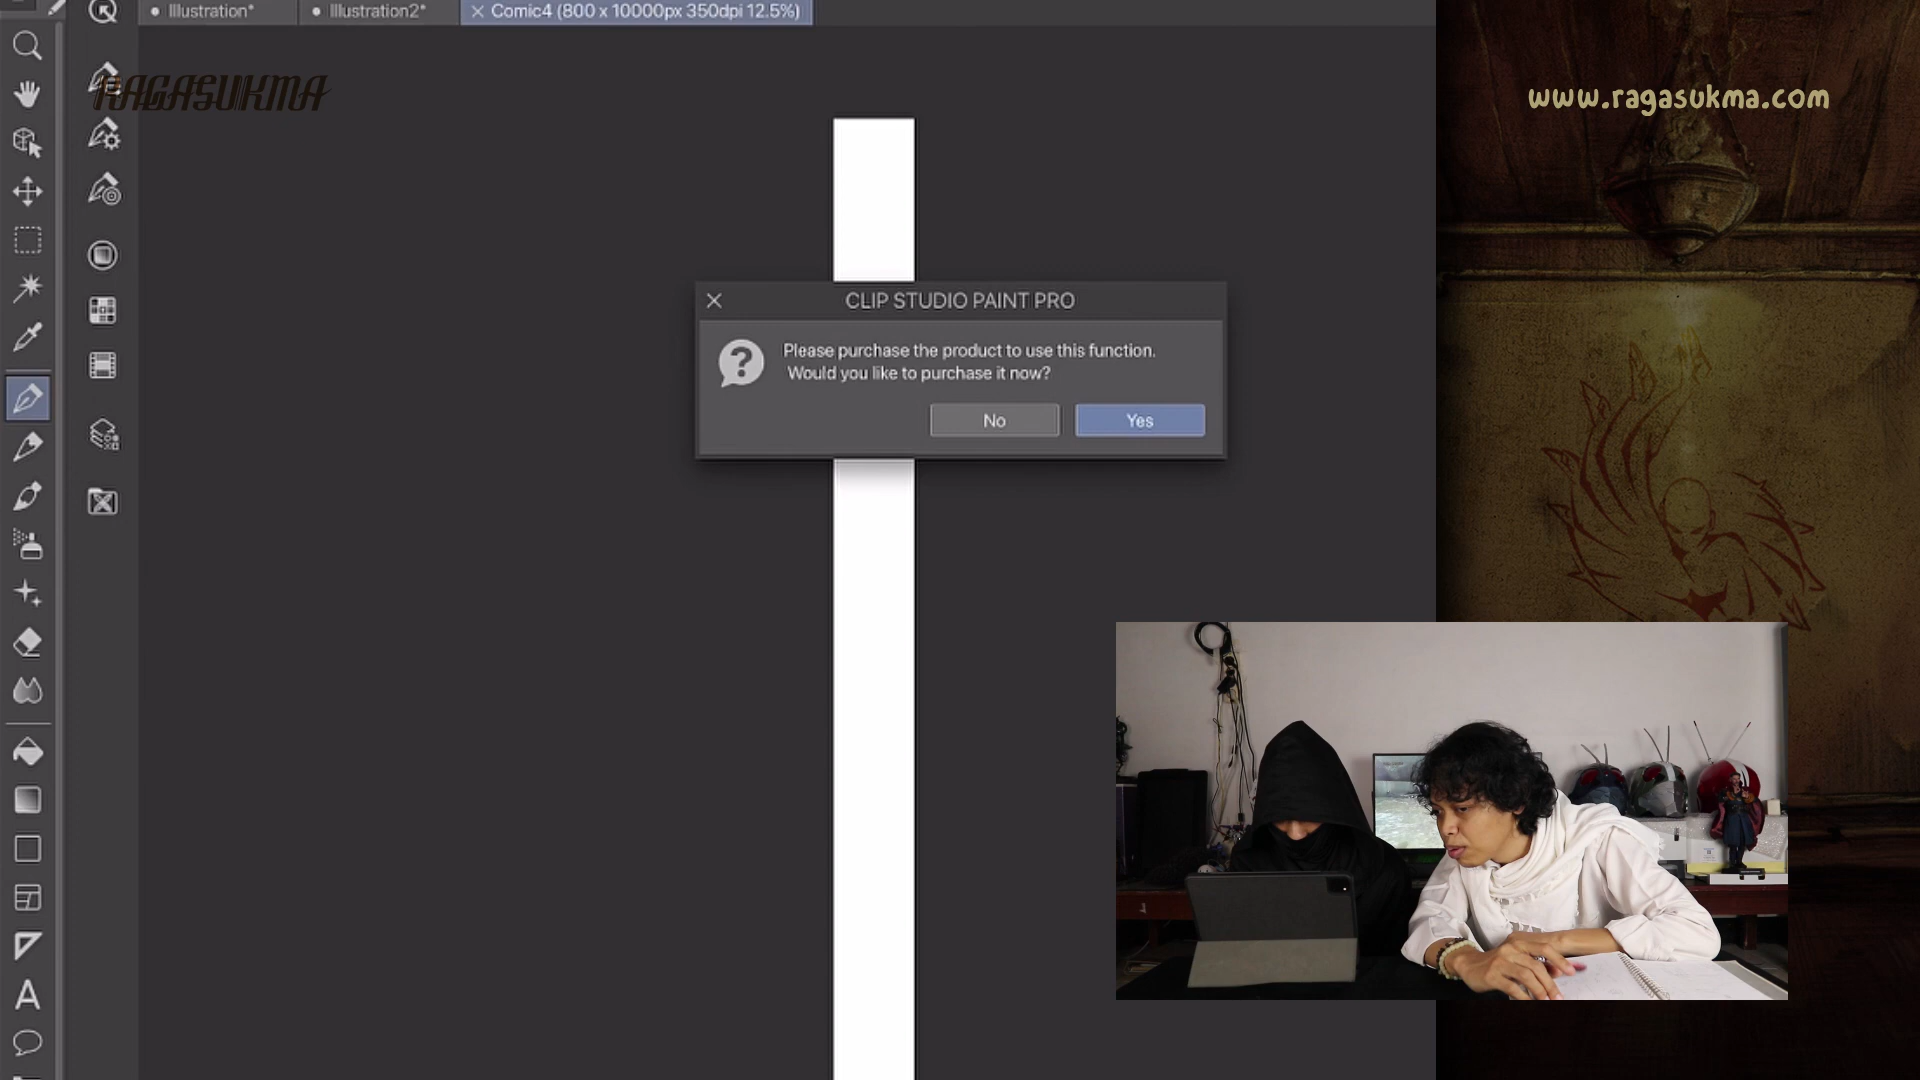 Illustration*
Illustration2*
Comic4 (800 x 10000px 350dpi 12.5%)
RAGASUKMA
www.ragasukma.com
CLIP STUDIO PAINT PRO
Please purchase the product to use this function.
Would you like to purchase it now?
No
Yes
A